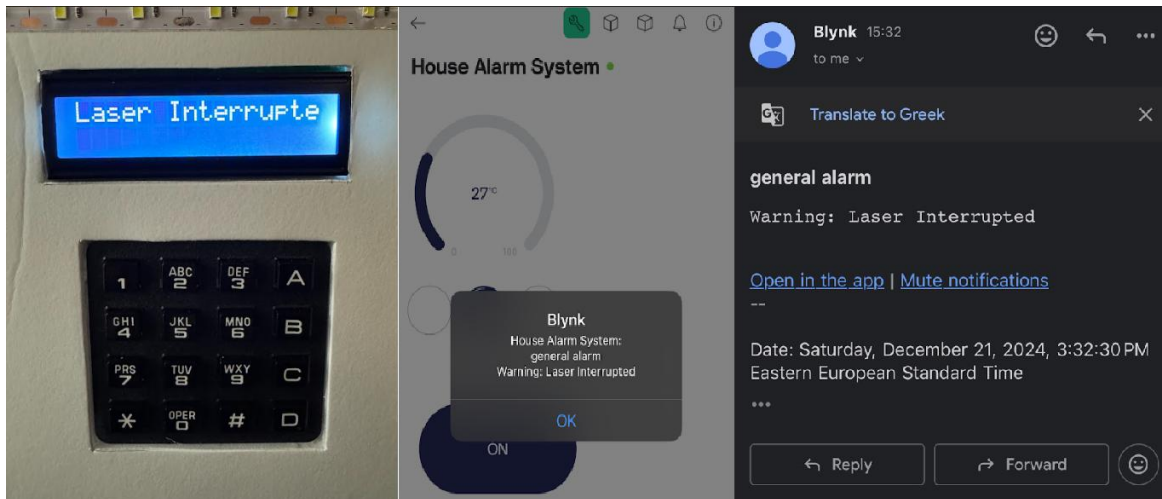 Laser Interrupte
1
ABC
2
DEF
3
A
GHI
4
JKL
5
MNO
6
B
PRS
7
TUV
8
WXY
9
C
*
OPER
0
#
D
House Alarm System
27°C
0
Blynk
House Alarm System:
general alarm
Warning: Laser Interrupted
OK
ON
Blynk 15:32
to me
Translate to Greek
general alarm
Warning: Laser Interrupted
Open in the app | Mute notifications
--
Date: Saturday, December 21, 2024, 3:32:30 PM
Eastern European Standard Time
Reply
Forward